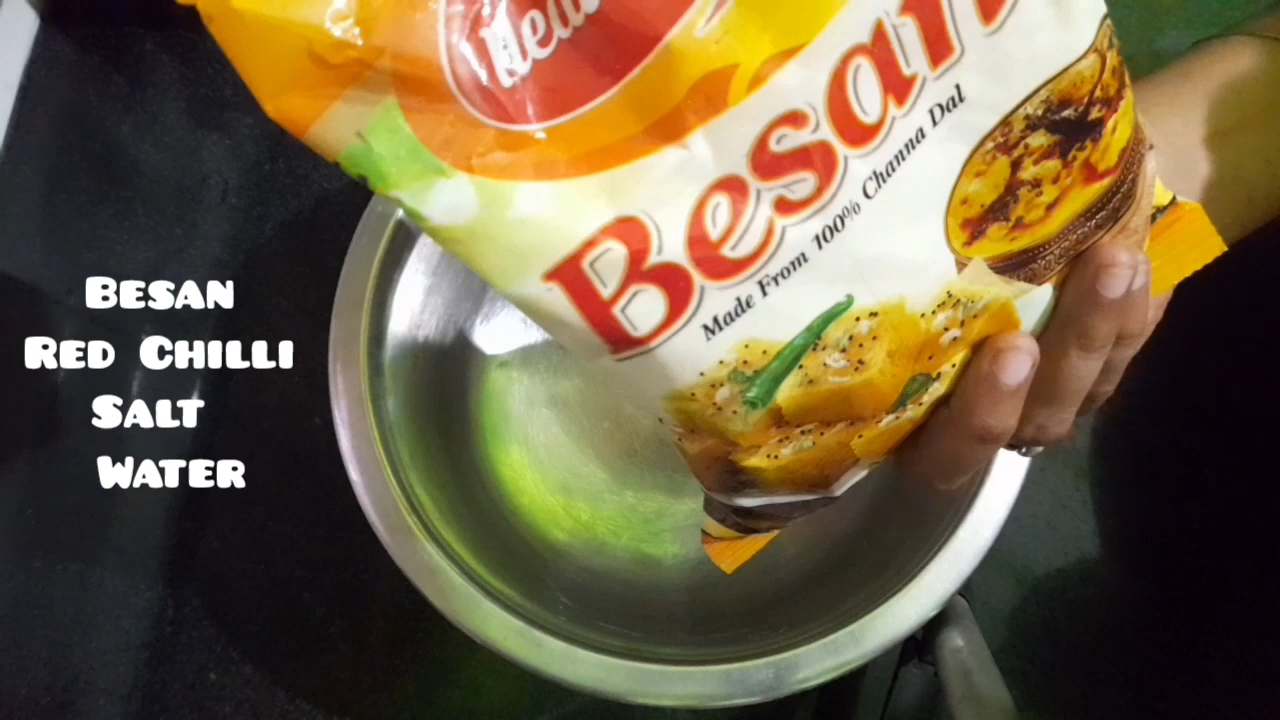 Besan
Made From 100% Channa Dal
BESAN
RED CHILLI
SALT
WATER